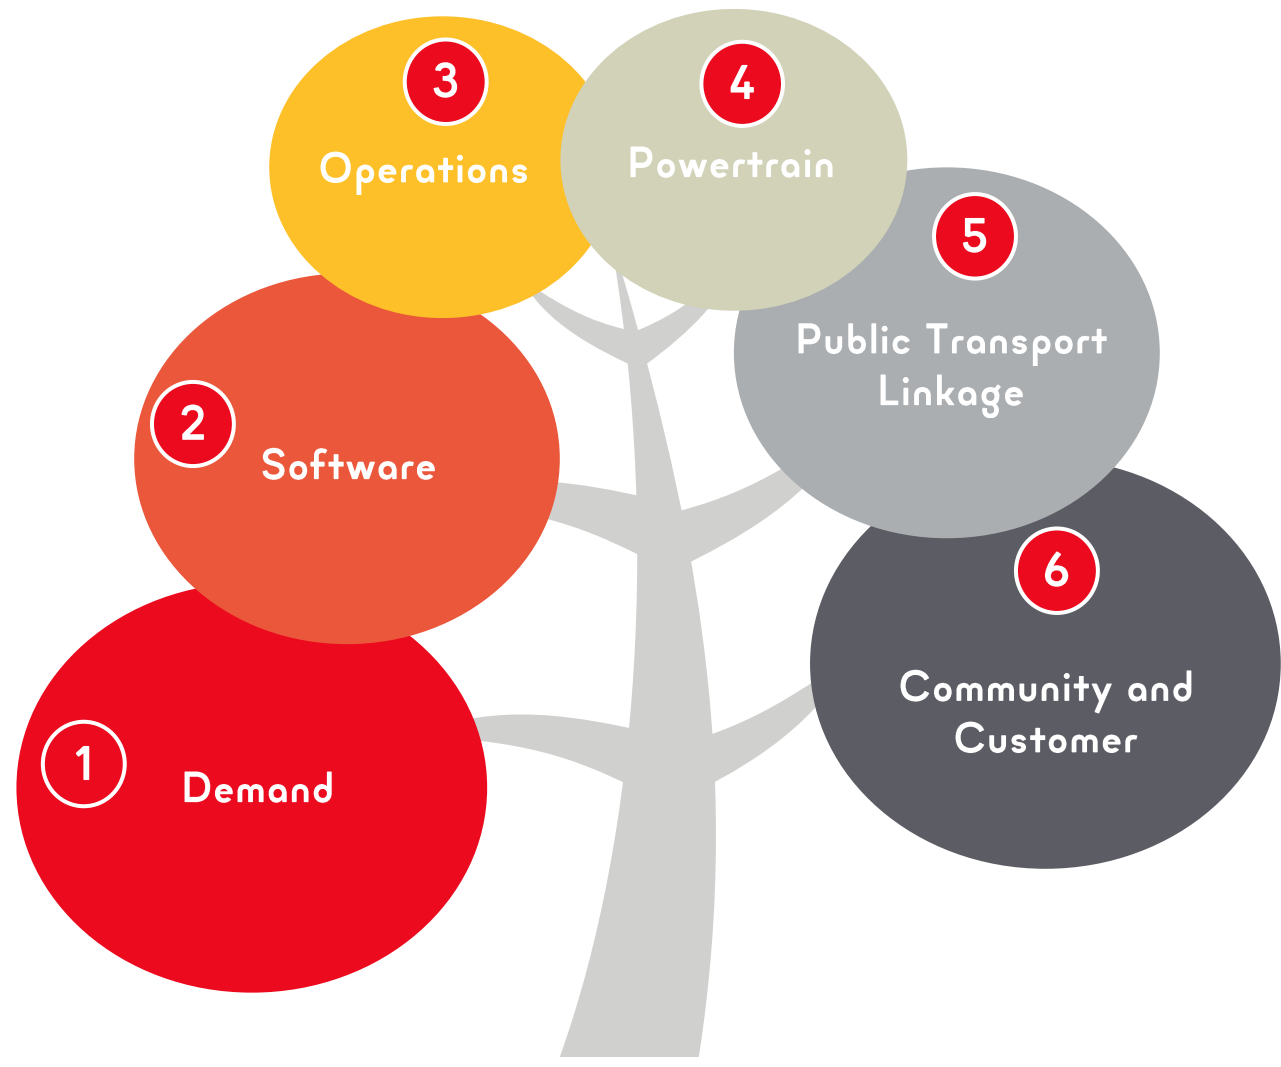 1
Demand
2
Software
3
Operations
4
Powertrain
5
Public Transport
Linkage
6
Community and
Customer